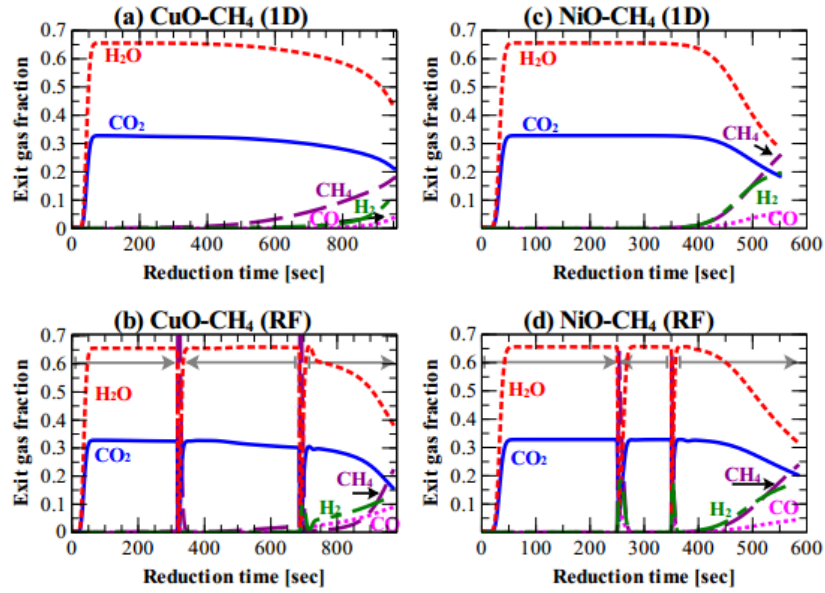 (a) CuO-CH₄ (1D)
Exit gas fraction
0.7
0.6
0.5
0.4
0.3
0.2
0.1
0
H₂O
CO₂
CH₄
H₂
CO
0 200 400 600 800
Reduction time [sec]
(c) NiO-CH₄ (1D)
Exit gas fraction
0.7
0.6
0.5
0.4
0.3
0.2
0.1
0
H₂O
CO₂
CH₄
H₂
CO
0 100 200 300 400 500 600
Reduction time [sec]
(b) CuO-CH₄ (RF)
Exit gas fraction
0.7
0.6
0.5
0.4
0.3
0.2
0.1
0
H₂O
CO₂
CH₄
H₂
CO
0 200 400 600 800
Reduction time [sec]
(d) NiO-CH₄ (RF)
Exit gas fraction
0.7
0.6
0.5
0.4
0.3
0.2
0.1
H₂O
CO₂
CH₄
H₂
CO
0 100 200 300 400 500 600
Reduction time [sec]